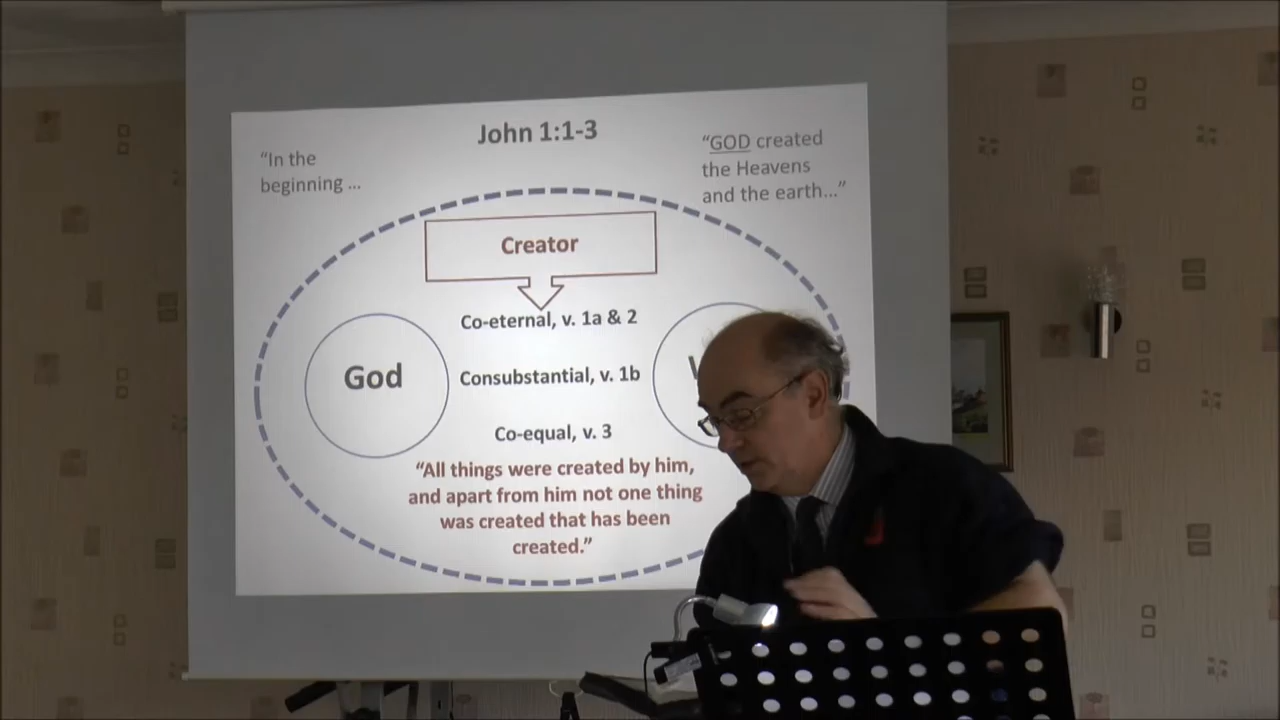 John 1:1-3
“In the
beginning ...
“GOD created
the Heavens
and the earth...”
Creator
Co-eternal, v. 1a & 2
God
Consubstantial, v. 1b
Co-equal, v. 3
“All things were created by him,
and apart from him not one thing
was created that has been
created.”